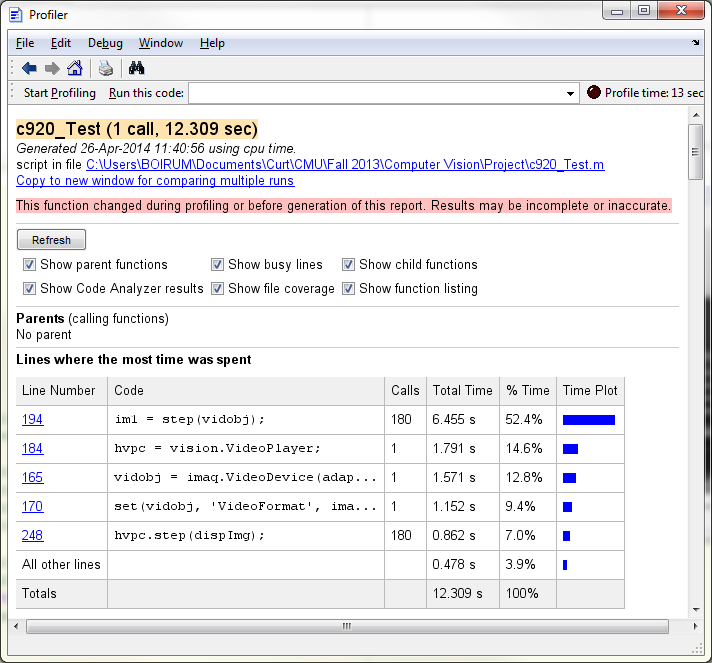 Profiler
File Edit Debug Window Help
Start Profiling Run this code: Profile time: 13 sec
c920_Test (1 call, 12.309 sec)
Generated 26-Apr-2014 11:40:56 using cpu time.
script in file C:\Users\BOIRUM\Documents\Curt\CMU\Fall 2013\Computer Vision\Project\c920_Test.m
Copy to new window for comparing multiple runs
This function changed during profiling or before generation of this report. Results may be incomplete or inaccurate.
Refresh
Show parent functions Show busy lines Show child functions
Show Code Analyzer results Show file coverage Show function listing
Parents (calling functions)
No parent
Lines where the most time was spent
Line Number Code Calls Total Time % Time Time Plot
194 im1 = step(vidobj); 180 6.455 s 52.4%
184 hvpc = vision.VideoPlayer; 1 1.791 s 14.6%
165 vidobj = imaq.VideoDevice(adap... 1 1.571 s 12.8%
170 set(vidobj, 'VideoFormat', ima... 1 1.152 s 9.4%
248 hvpc.step(dispImg); 180 0.862 s 7.0%
All other lines 0.478 s 3.9%
Totals 12.309 s 100%